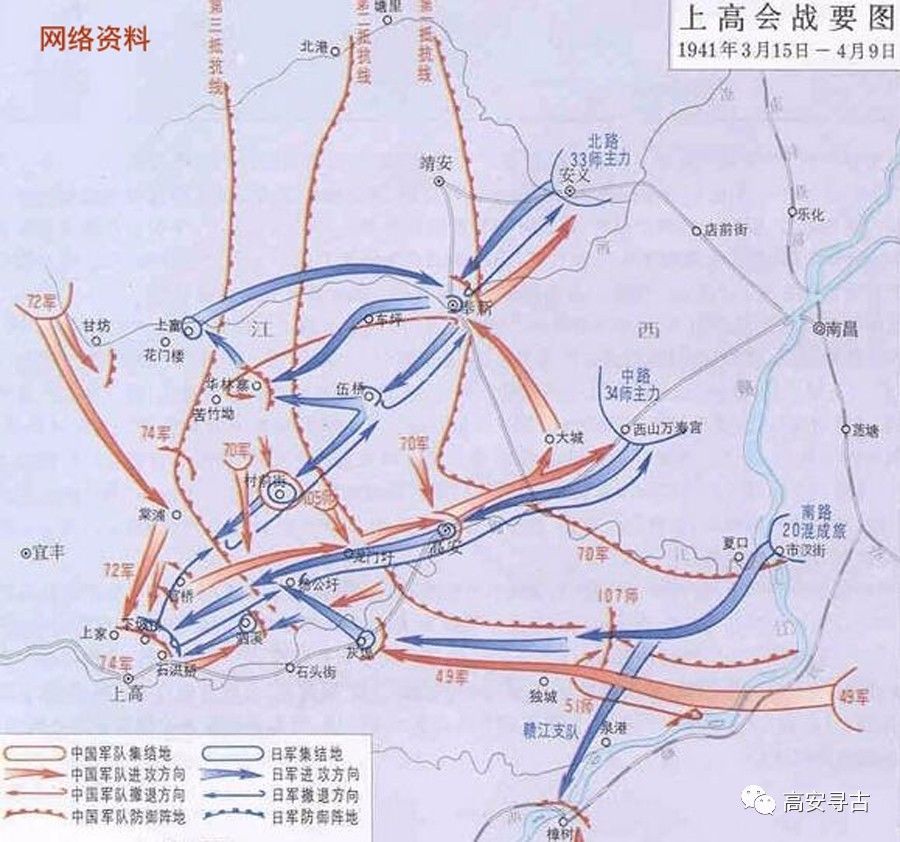 网络资料
上高会战要图
1941年3月15日－4月9日
第三抵抗线
第二抵抗线
第一抵抗线
塘里
北港
靖安
北路
33师主力
安义
店前街
乐化
72军
甘坊
上富
花门楼
江
车坪
奉新
西
南昌
华林寨
苦竹坳
伍桥
中路
34师主力
西山万寿宫
大城
莲塘
74军
70军
70军
村前街
105师
棠浦
宜丰
龙门圩
高安
70军
夏口
南路
20混成旅
市汊街
72军
官桥
杨公圩
107师
上家
下陂
泗溪
灰埠
74军
上高
石洪桥
石头街
49军
独城
51师
49军
赣江支队
泉港
樟树
中国军队集结地
中国军队进攻方向
中国军队撤退方向
中国军队防御阵地
日军集结地
日军进攻方向
日军撤退方向
日军防御阵地
高安寻古